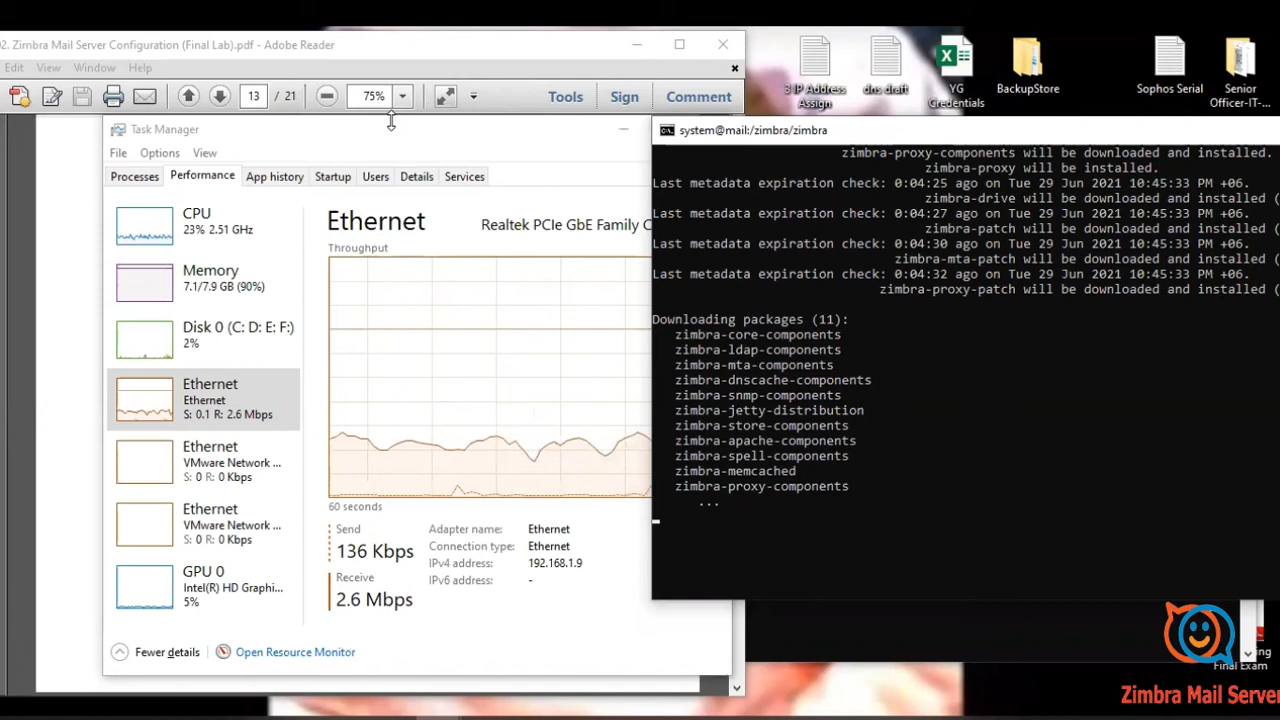 02. Zimbra Mail Server Configuration (Final Lab).pdf - Adobe Reader
Edit View Window Help
13 / 21 75% Tools Sign Comment
Task Manager
File Options View
Processes Performance App history Startup Users Details Services
CPU
23% 2.51 GHz
Memory
7.1/7.9 GB (90%)
Disk 0 (C: D: E: F:)
2%
Ethernet
Ethernet
S: 0.1 R: 2.6 Mbps
Ethernet
VMware Network ...
S: 0 R: 0 Kbps
Ethernet
VMware Network ...
S: 0 R: 0 Kbps
GPU 0
Intel(R) HD Graphi...
5%
Ethernet
Realtek PCIe GbE Family C
Throughput
60 seconds
Send
136 Kbps
Receive
2.6 Mbps
Adapter name: Ethernet
Connection type: Ethernet
IPv4 address: 192.168.1.9
IPv6 address: -
Fewer details Open Resource Monitor
3 IP Address
Assign
dns draft
YG
Credentials
BackupStore
Sophos Serial
Senior
Officer-IT-...
system@mail:/zimbra/zimbra
zimbra-proxy-components will be downloaded and installed.
zimbra-proxy will be installed.
Last metadata expiration check: 0:04:25 ago on Tue 29 Jun 2021 10:45:33 PM +06.
zimbra-drive will be downloaded and installed (
Last metadata expiration check: 0:04:27 ago on Tue 29 Jun 2021 10:45:33 PM +06.
zimbra-patch will be downloaded and installed (
Last metadata expiration check: 0:04:30 ago on Tue 29 Jun 2021 10:45:33 PM +06.
zimbra-mta-patch will be downloaded and installed (
Last metadata expiration check: 0:04:32 ago on Tue 29 Jun 2021 10:45:33 PM +06.
zimbra-proxy-patch will be downloaded and installed (
Downloading packages (11):
zimbra-core-components
zimbra-ldap-components
zimbra-mta-components
zimbra-dnscache-components
zimbra-snmp-components
zimbra-jetty-distribution
zimbra-store-components
zimbra-apache-components
zimbra-spell-components
zimbra-memcached
zimbra-proxy-components
...
ing
Final Exam
Zimbra Mail Server